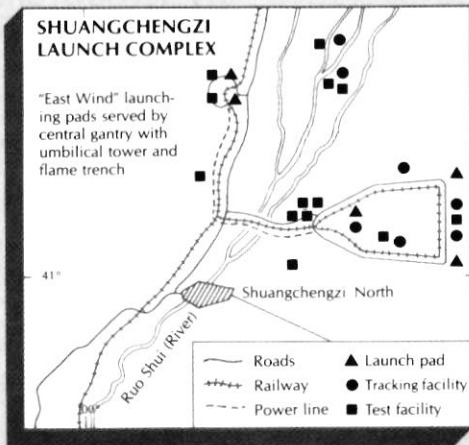 SHUANGCHENGZI
LAUNCH COMPLEX
"East Wind" launch-
ing pads served by
central gantry with
umbilical tower and
flame trench
41°
Shuangchengzi North
Ruo Shui (River)
Roads
Launch pad
Railway
Tracking facility
Power line
Test facility